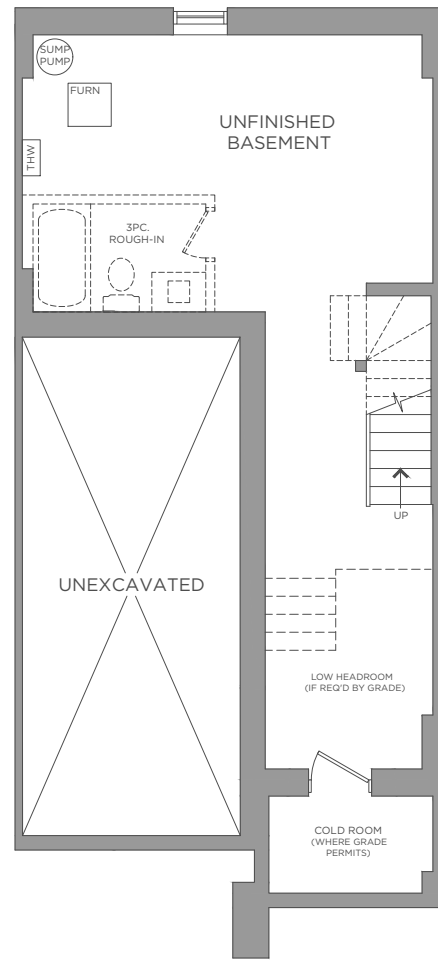 SUMP
PUMP
FURN
UNFINISHED
BASEMENT
THW
3PC.
ROUGH-IN
UP
UNEXCAVATED
LOW HEADROOM
(IF REQ'D BY GRADE)
COLD ROOM
(WHERE GRADE
PERMITS)